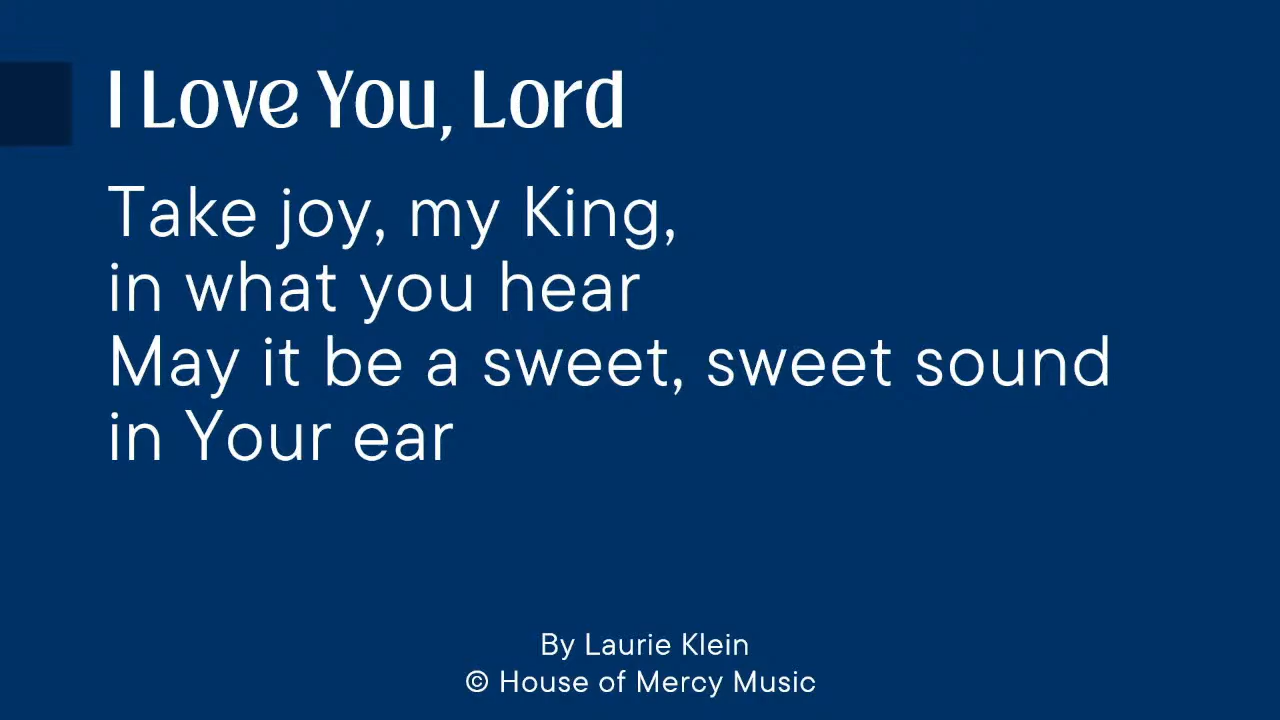 I Love You, Lord
Take joy, my King,
in what you hear
May it be a sweet, sweet sound
in Your ear
By Laurie Klein
© House of Mercy Music